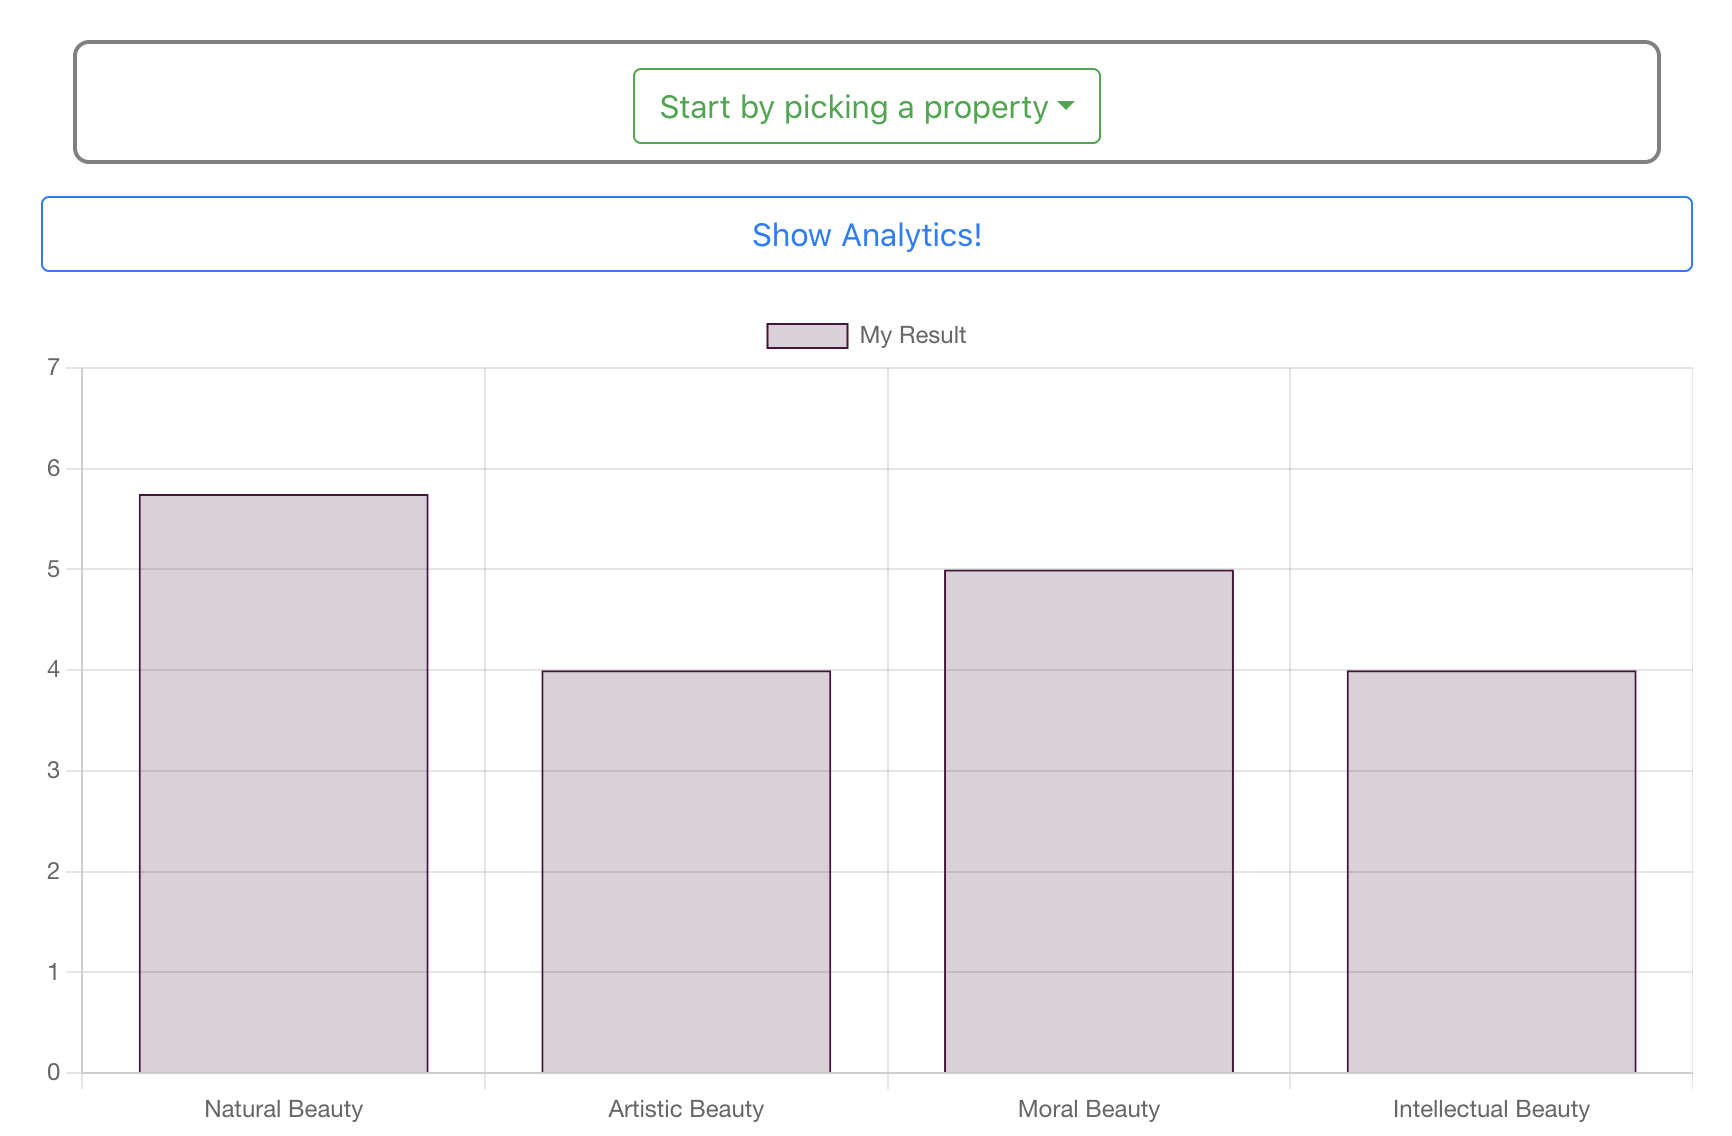 Start by picking a property
Show Analytics!
My Result
7
6
5
4
3
2
1
0
Natural Beauty Artistic Beauty Moral Beauty Intellectual Beauty